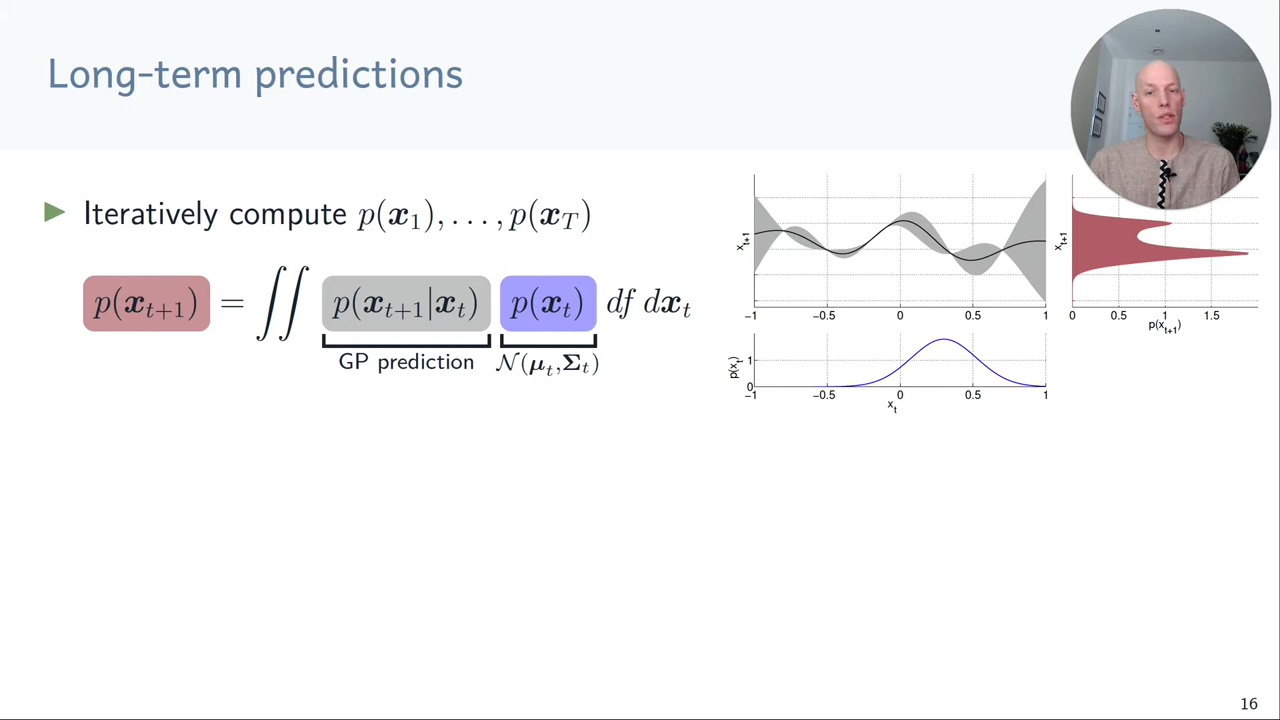 Long-term predictions
▶ Iteratively compute p(x₁), . . . , p(x_T)
p(x_{t+1}) = ∬ p(x_{t+1}|x_t) p(x_t) df dx_t
GP prediction
𝒩(μ_t, Σ_t)
x_{t+1}
−1 −0.5 0 0.5 1
x_{t+1}
0 0.5 1 1.5
p(x_{t+1})
p(x_t)
1
0
−1 −0.5 0 0.5 1
x_t
16